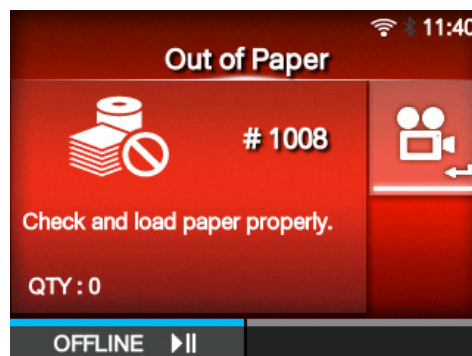 11:40
Out of Paper
# 1008
Check and load paper properly.
QTY : 0
OFFLINE